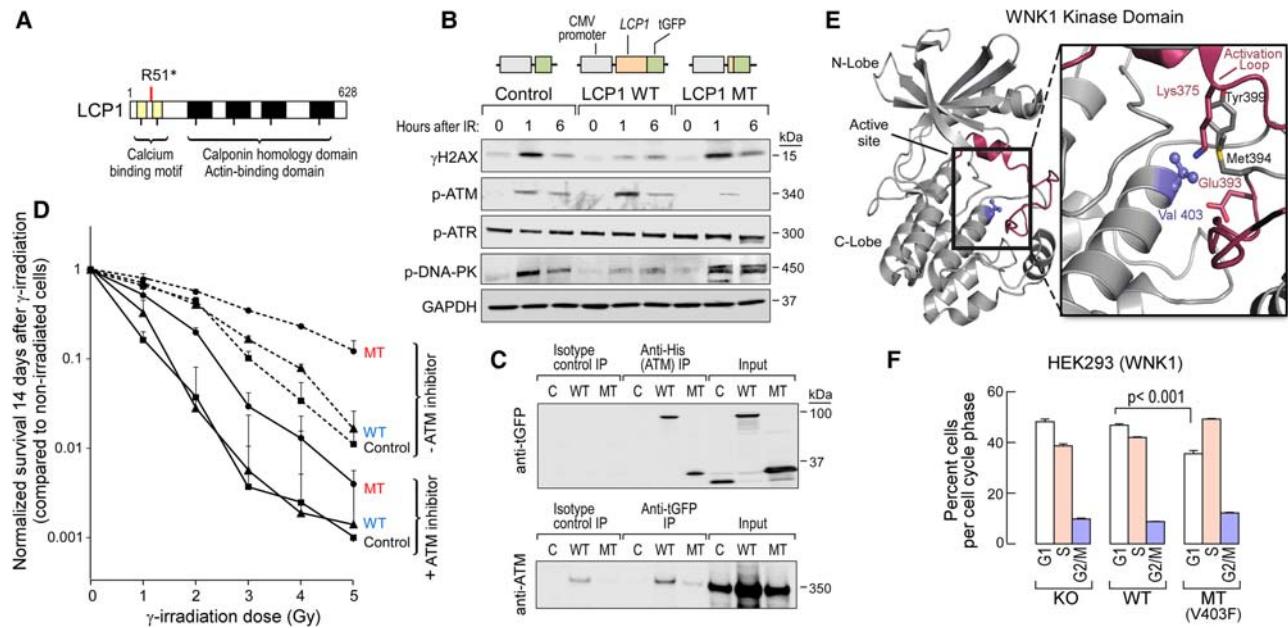 A
R51*
1
628
LCP1
Calcium
binding motif
Calponin homology domain
Actin-binding domain
B
CMV
promoter
LCP1
tGFP
Control
LCP1 WT
LCP1 MT
Hours after IR:
0 1 6 0 1 6 0 1 6
kDa
γH2AX
15
p-ATM
340
p-ATR
300
p-DNA-PK
450
GAPDH
37
C
Isotype
control IP
Anti-His
(ATM) IP
Input
C WT MT C WT MT C WT MT
kDa
100
37
anti-tGFP
Isotype
control IP
Anti-tGFP
IP
Input
C WT MT C WT MT C WT MT
350
anti-ATM
D
Normalized survival 14 days after γ-irradiation
(compared to non-irradiated cells)
1
0.1
0.01
0.001
0 1 2 3 4 5
γ-irradiation dose (Gy)
MT
WT
Control
- ATM inhibitor
MT
WT
Control
+ ATM inhibitor
E
WNK1 Kinase Domain
N-Lobe
Active
site
C-Lobe
Activation
Loop
Lys375
Tyr399
Met394
Glu393
Val 403
F
HEK293 (WNK1)
p< 0.001
Percent cells
per cell cycle phase
60
40
20
0
G1 S G2/M G1 S G2/M G1 S G2/M
KO
WT
MT
(V403F)